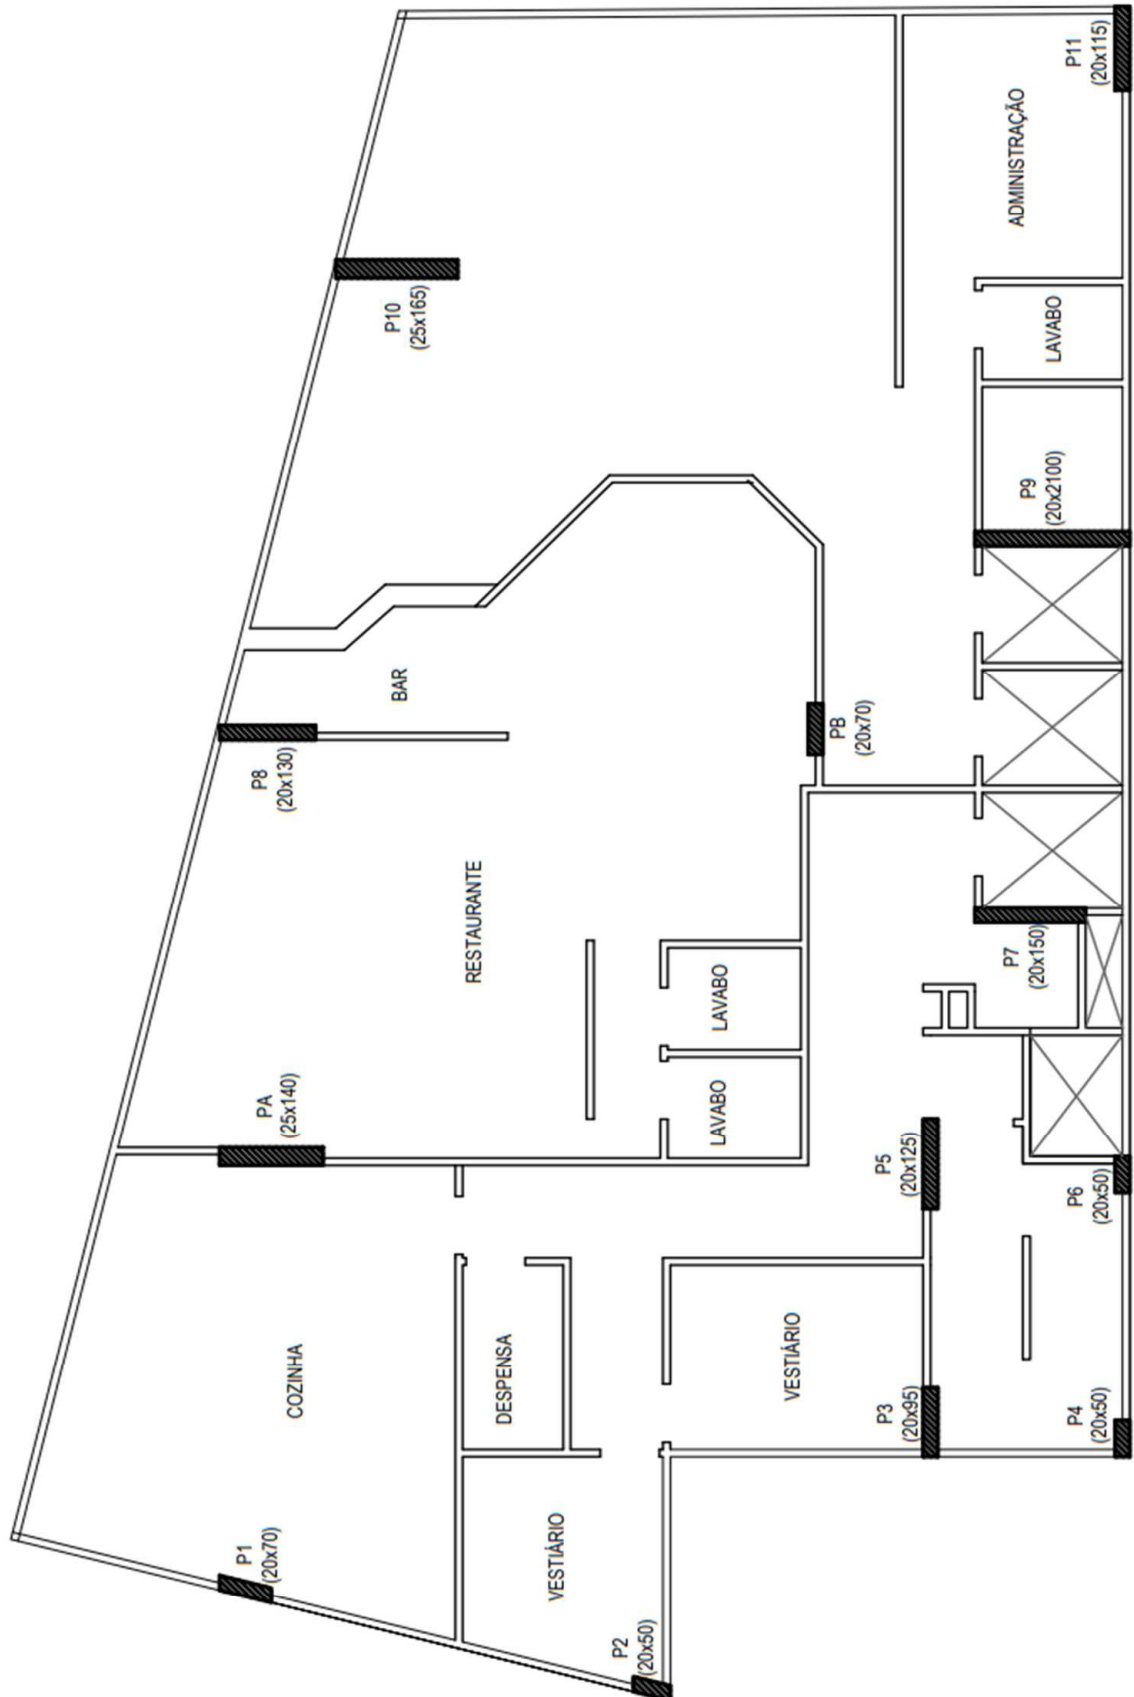 P1
(20x70)
COZINHA
PA
(25x140)
P8
(20x130)
P10
(25x165)
BAR
RESTAURANTE
DESPENSA
VESTIÁRIO
P2
(20x50)
LAVABO
LAVABO
VESTIÁRIO
PB
(20x70)
P3
(20x95)
P5
(20x125)
P7
(20x150)
P9
(20x2100)
LAVABO
ADMINISTRAÇÃO
P4
(20x50)
P6
(20x50)
P11
(20x115)